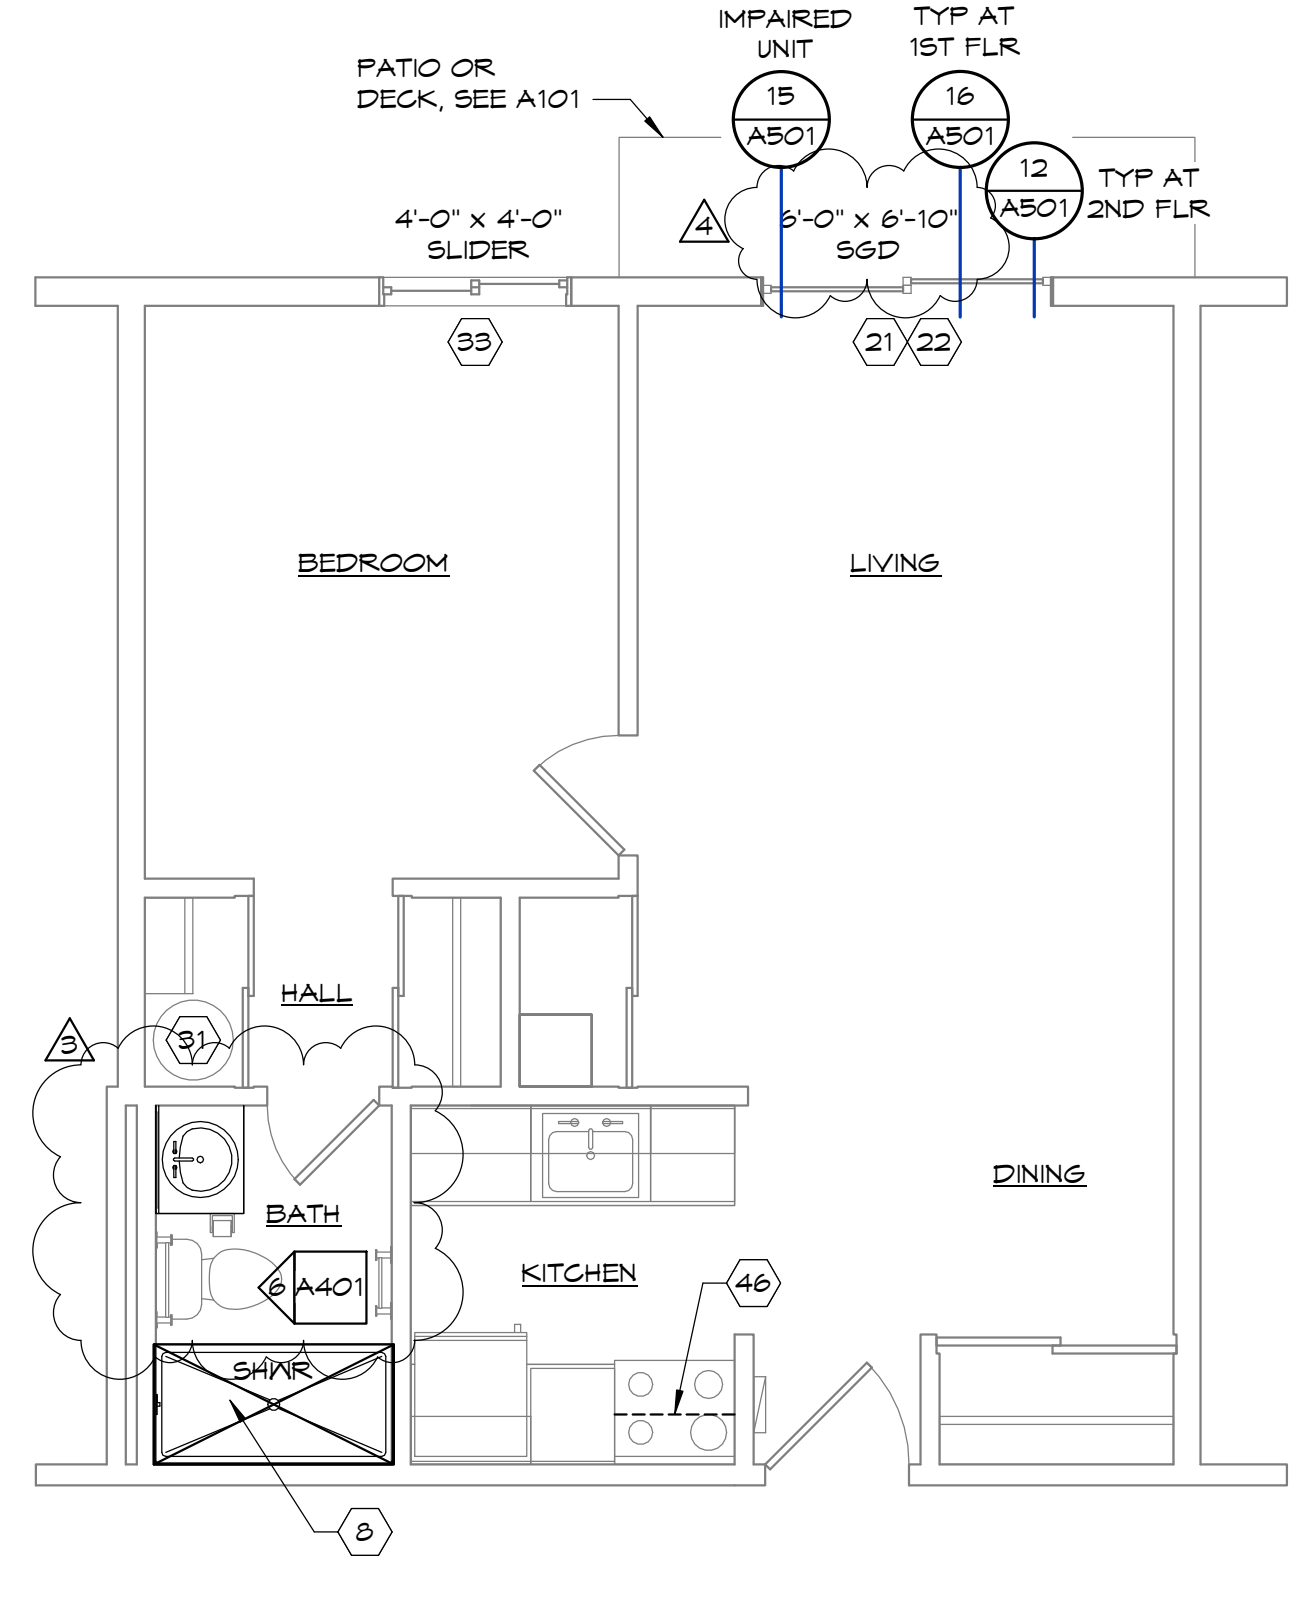 IMPAIRED
UNIT
TYP AT
1ST FLR
PATIO OR
DECK, SEE A101
15
A501
16
A501
12
A501
TYP AT
2ND FLR
4
4'-0" x 4'-0"
SLIDER
6'-0" x 6'-10"
SGD
33
21
22
BEDROOM
LIVING
HALL
3
31
DINING
BATH
KITCHEN
6
A401
46
SHWR
8